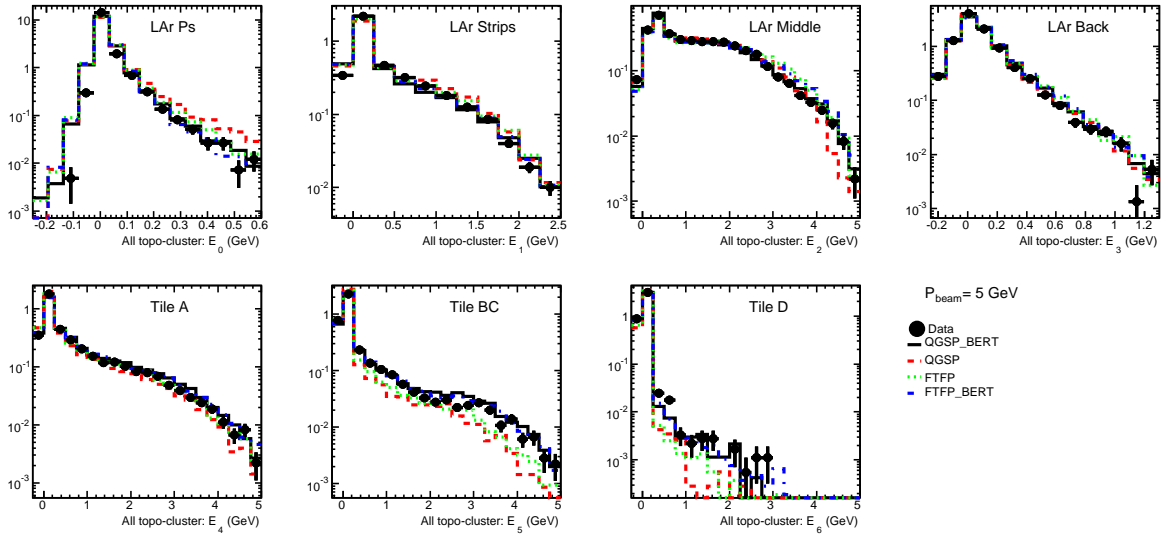 LAr Ps
10
1
10^-1
10^-2
10^-3
-0.2 -0.1 0 0.1 0.2 0.3 0.4 0.5 0.6
All topo-cluster: E_0 (GeV)
LAr Strips
1
10^-1
10^-2
0 0.5 1 1.5 2 2.5
All topo-cluster: E_1 (GeV)
LAr Middle
1
10^-1
10^-2
10^-3
0 1 2 3 4 5
All topo-cluster: E_2 (GeV)
LAr Back
1
10^-1
10^-2
10^-3
-0.2 0 0.2 0.4 0.6 0.8 1 1.2
All topo-cluster: E_3 (GeV)
Tile A
1
10^-1
10^-2
10^-3
0 1 2 3 4 5
All topo-cluster: E_4 (GeV)
Tile BC
1
10^-1
10^-2
10^-3
0 1 2 3 4 5
All topo-cluster: E_5 (GeV)
Tile D
1
10^-1
10^-2
10^-3
0 1 2 3 4 5
All topo-cluster: E_6 (GeV)
P_beam= 5 GeV
Data
QGSP_BERT
QGSP
FTFP
FTFP_BERT